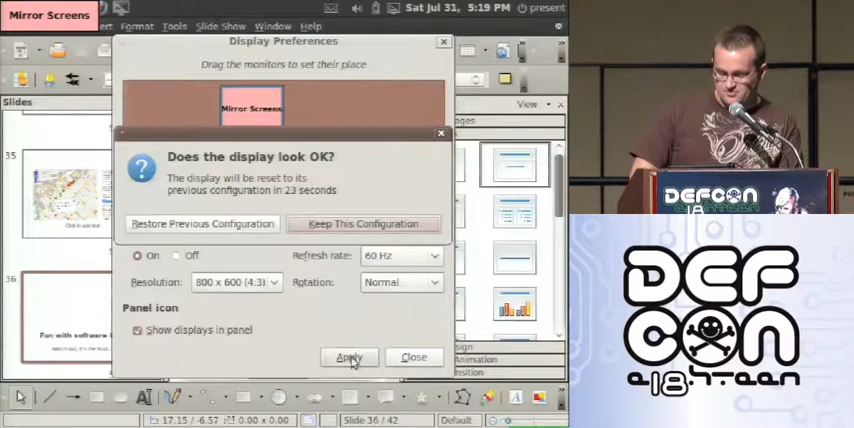 Mirror Screens
Sat Jul 31, 5:19 PM
present
Format Tools Slide Show Window Help
Display Preferences
Drag the monitors to set their place
Mirror Screens
Slides
View
Does the display look OK?
The display will be reset to its
previous configuration in 23 seconds
Restore Previous Configuration
Keep This Configuration
35
On
Off
Refresh rate:
60 Hz
Resolution:
800 x 600 (4:3)
Rotation:
Normal
36
Panel icon
Show displays in panel
Fun with software
Apply
Close
17.15 / -6.57
0.00 x 0.00
Slide 36 / 42
Default
DEFCON
e18hteen
DEF
CON
e18hteen